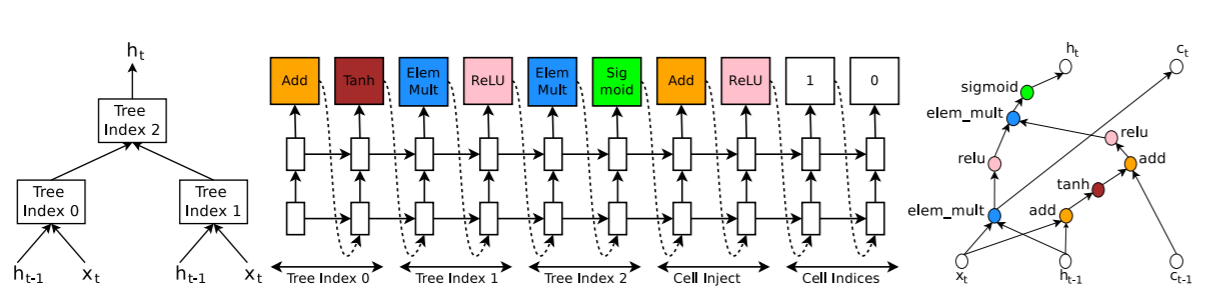 h_t
Tree
Index 2
Tree
Index 0
Tree
Index 1
h_{t-1}
x_t
h_{t-1}
x_t
Add
Tanh
Elem
Mult
ReLU
Elem
Mult
Sig
moid
Add
ReLU
1
0
Tree Index 0
Tree Index 1
Tree Index 2
Cell Inject
Cell Indices
h_t
c_t
sigmoid
elem_mult
relu
relu
add
tanh
elem_mult
add
x_t
h_{t-1}
c_{t-1}